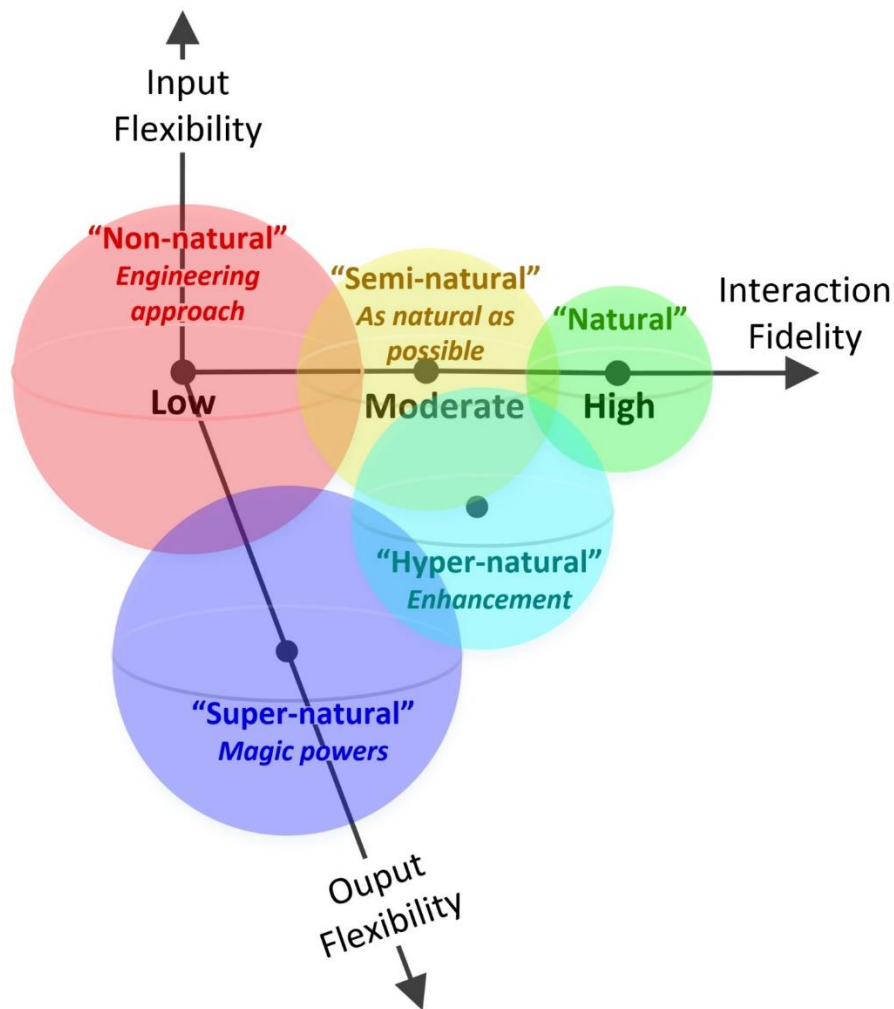 Input
Flexibility
“Non-natural”
Engineering
approach
“Semi-natural”
As natural as
possible
“Natural”
Interaction
Fidelity
Low
Moderate
High
“Hyper-natural”
Enhancement
“Super-natural”
Magic powers
Ouput
Flexibility